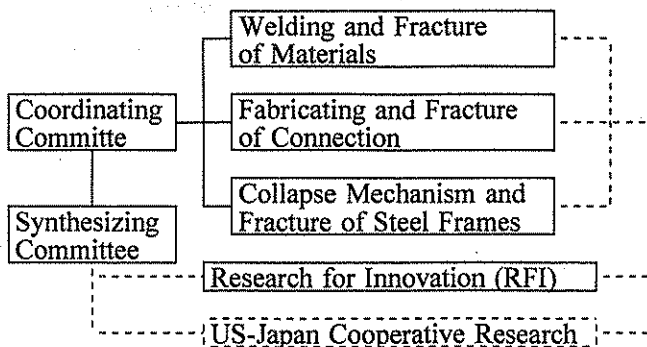 Welding and Fracture
of Materials
Coordinating
Committe
Fabricating and Fracture
of Connection
Collapse Mechanism and
Fracture of Steel Frames
Synthesizing
Committee
Research for Innovation (RFI)
US-Japan Cooperative Research